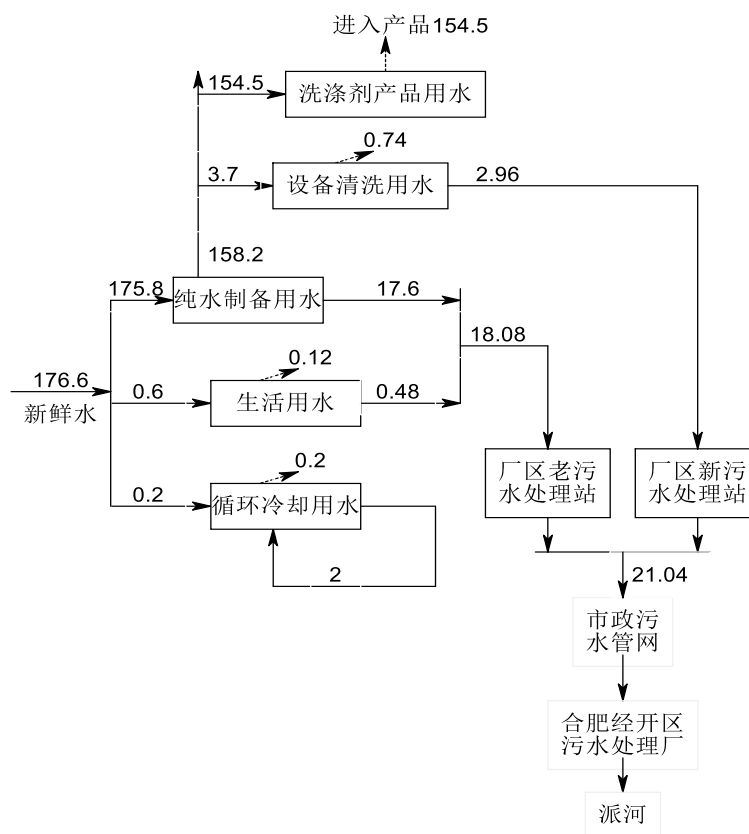 进入产品154.5
154.5
洗涤剂产品用水
0.74
3.7
设备清洗用水
2.96
158.2
175.8
纯水制备用水
17.6
18.08
0.12
176.6
新鲜水
0.6
生活用水
0.48
0.2
0.2
循环冷却用水
2
厂区老污
水处理站
厂区新污
水处理站
21.04
市政污
水管网
合肥经开区
污水处理厂
派河